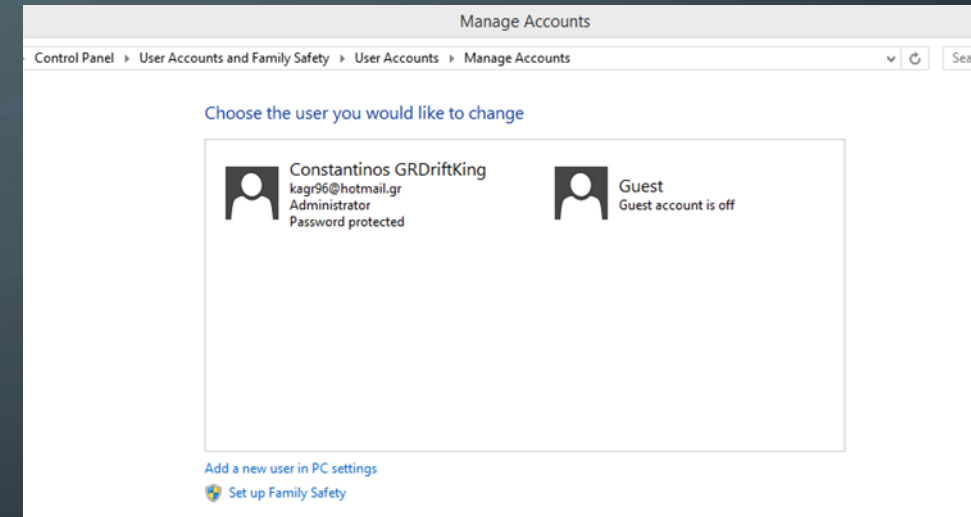 Manage Accounts
Control Panel ▸ User Accounts and Family Safety ▸ User Accounts ▸ Manage Accounts
Choose the user you would like to change
Constantinos GRDriftKing
kagr96@hotmail.gr
Administrator
Password protected
Guest
Guest account is off
Add a new user in PC settings
Set up Family Safety